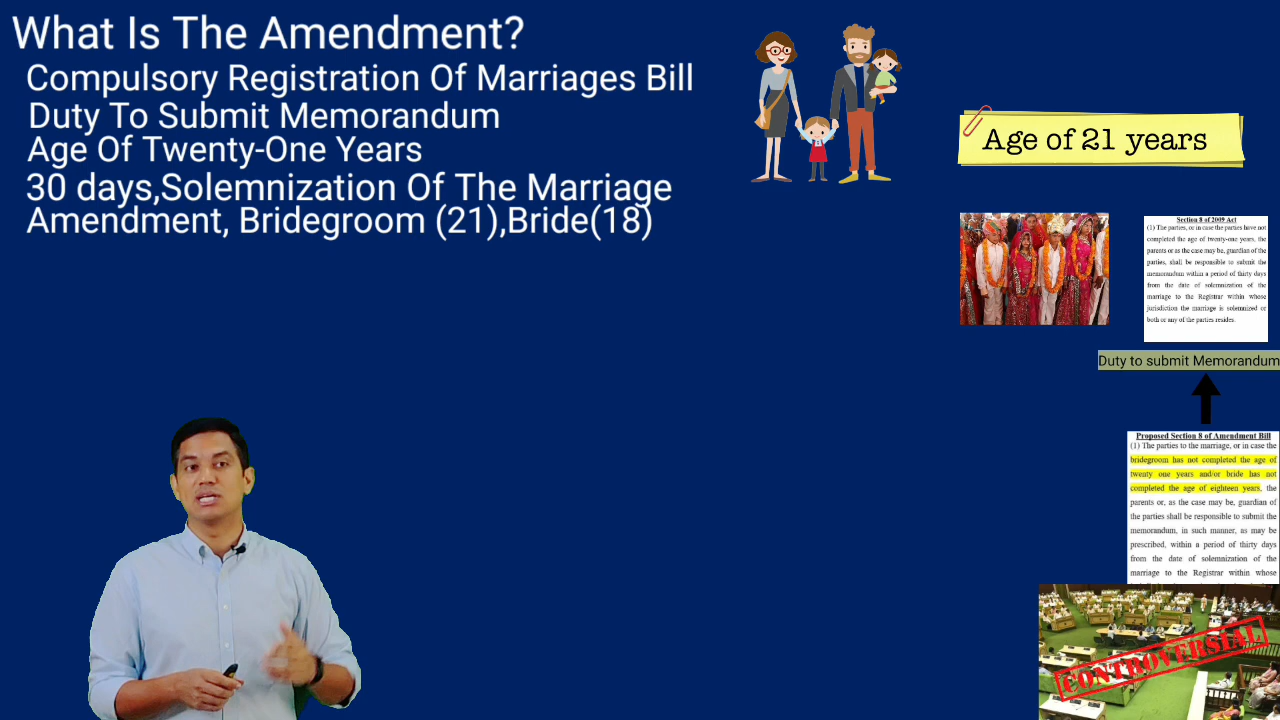 What Is The Amendment?
Compulsory Registration Of Marriages Bill
Duty To Submit Memorandum
Age Of Twenty-One Years
30 days,Solemnization Of The Marriage
Amendment, Bridegroom (21),Bride(18)
Age of 21 years
Section 8 of 2009 Act
(1) The parties, or in case the parties have not
completed the age of twenty-one years, the
parents or as the case may be, guardian of the
parties, shall be responsible to submit the
memorandum within a period of thirty days
from the date of solemnization of the
marriage to the Registrar within whose
jurisdiction the marriage is solemnized or
both or any of the parties resides.
Duty to submit Memorandum
Proposed Section 8 of Amendment Bill
(1) The parties to the marriage, or in case the
bridegroom has not completed the age of
twenty one years and/or bride has not
completed the age of eighteen years, the
parents or, as the case may be, guardian of
the parties shall be responsible to submit the
memorandum, in such manner, as may be
prescribed, within a period of thirty days
from the date of solemnization of the
marriage to the Registrar within whose
CONTROVERSIAL